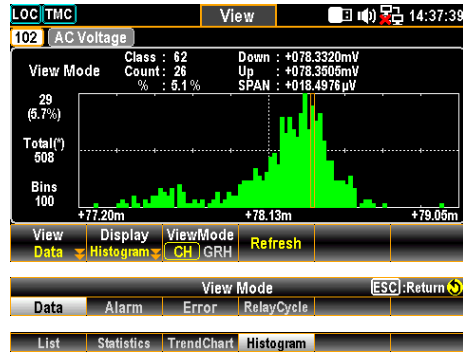 LOC TMC View 14:37:39
102 AC Voltage
View Mode
Class : 62 Down : +078.3320mV
Count : 26 Up : +078.3505mV
% : 5.1 % SPAN : +018.4976μV
29
(5.7%)
Total(*)
508
Bins
100
+77.20m +78.13m +79.05m
View Display ViewMode Refresh
Data Histogram CH GRH
View Mode ESC :Return
Data Alarm Error RelayCycle
List Statistics TrendChart Histogram